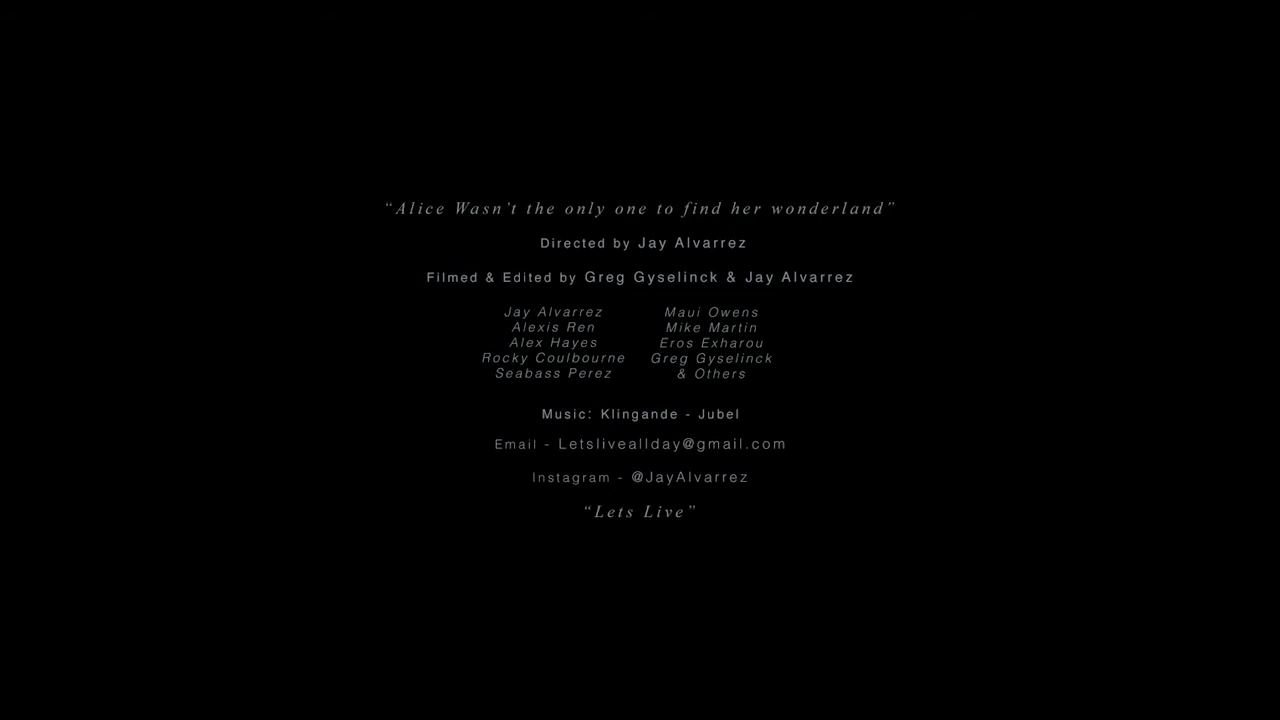 “Alice Wasn’t the only one to find her wonderland”
Directed by Jay Alvarrez
Filmed & Edited by Greg Gyselinck & Jay Alvarrez
Jay Alvarrez Maui Owens
Alexis Ren Mike Martin
Alex Hayes Eros Exharou
Rocky Coulbourne Greg Gyselinck
Seabass Perez & Others
Music: Klingande - Jubel
Email - Letsliveallday@gmail.com
Instagram - @JayAlvarrez
“Lets Live”